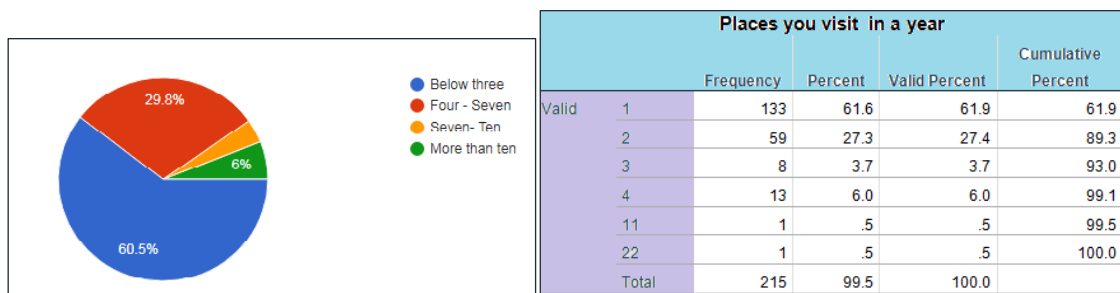 29.8%
6%
60.5%
Below three
Four - Seven
Seven- Ten
More than ten
Places you visit in a year
Frequency Percent Valid Percent Cumulative Percent
Valid 1 133 61.6 61.9 61.9
2 59 27.3 27.4 89.3
3 8 3.7 3.7 93.0
4 13 6.0 6.0 99.1
11 1 .5 .5 99.5
22 1 .5 .5 100.0
Total 215 99.5 100.0